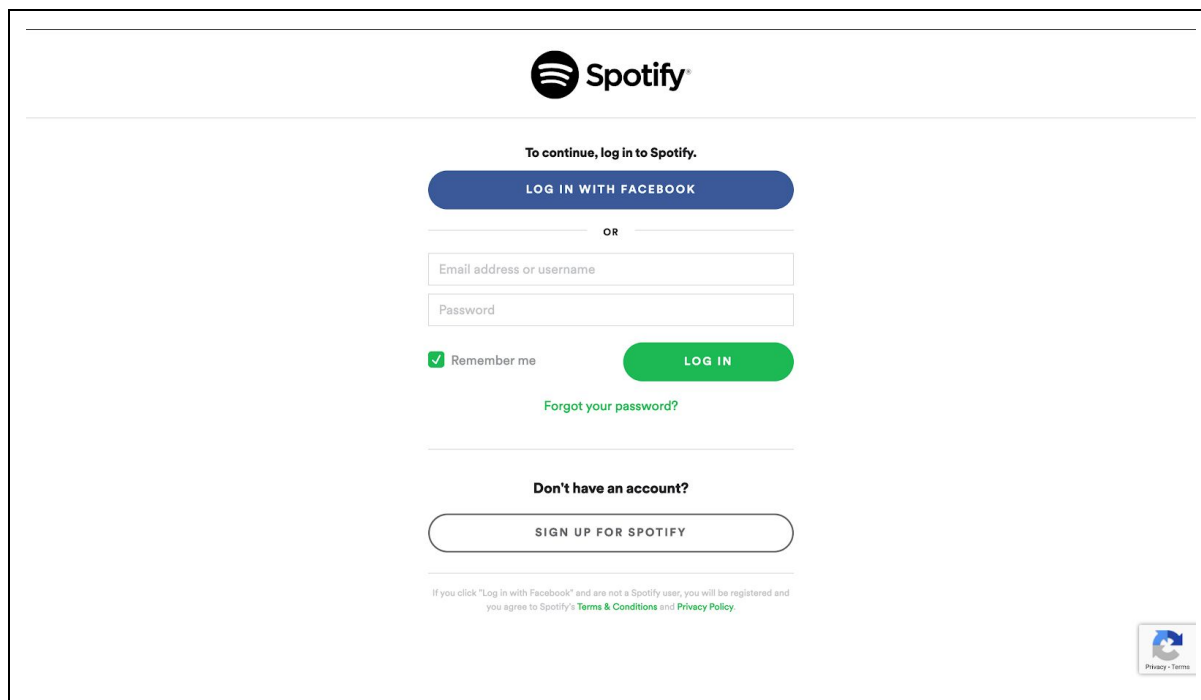 Spotify®
To continue, log in to Spotify.
LOG IN WITH FACEBOOK
OR
Email address or username
Password
Remember me
LOG IN
Forgot your password?
Don't have an account?
SIGN UP FOR SPOTIFY
If you click "Log in with Facebook" and are not a Spotify user, you will be registered and
you agree to Spotify's Terms & Conditions and Privacy Policy.
Privacy - Terms